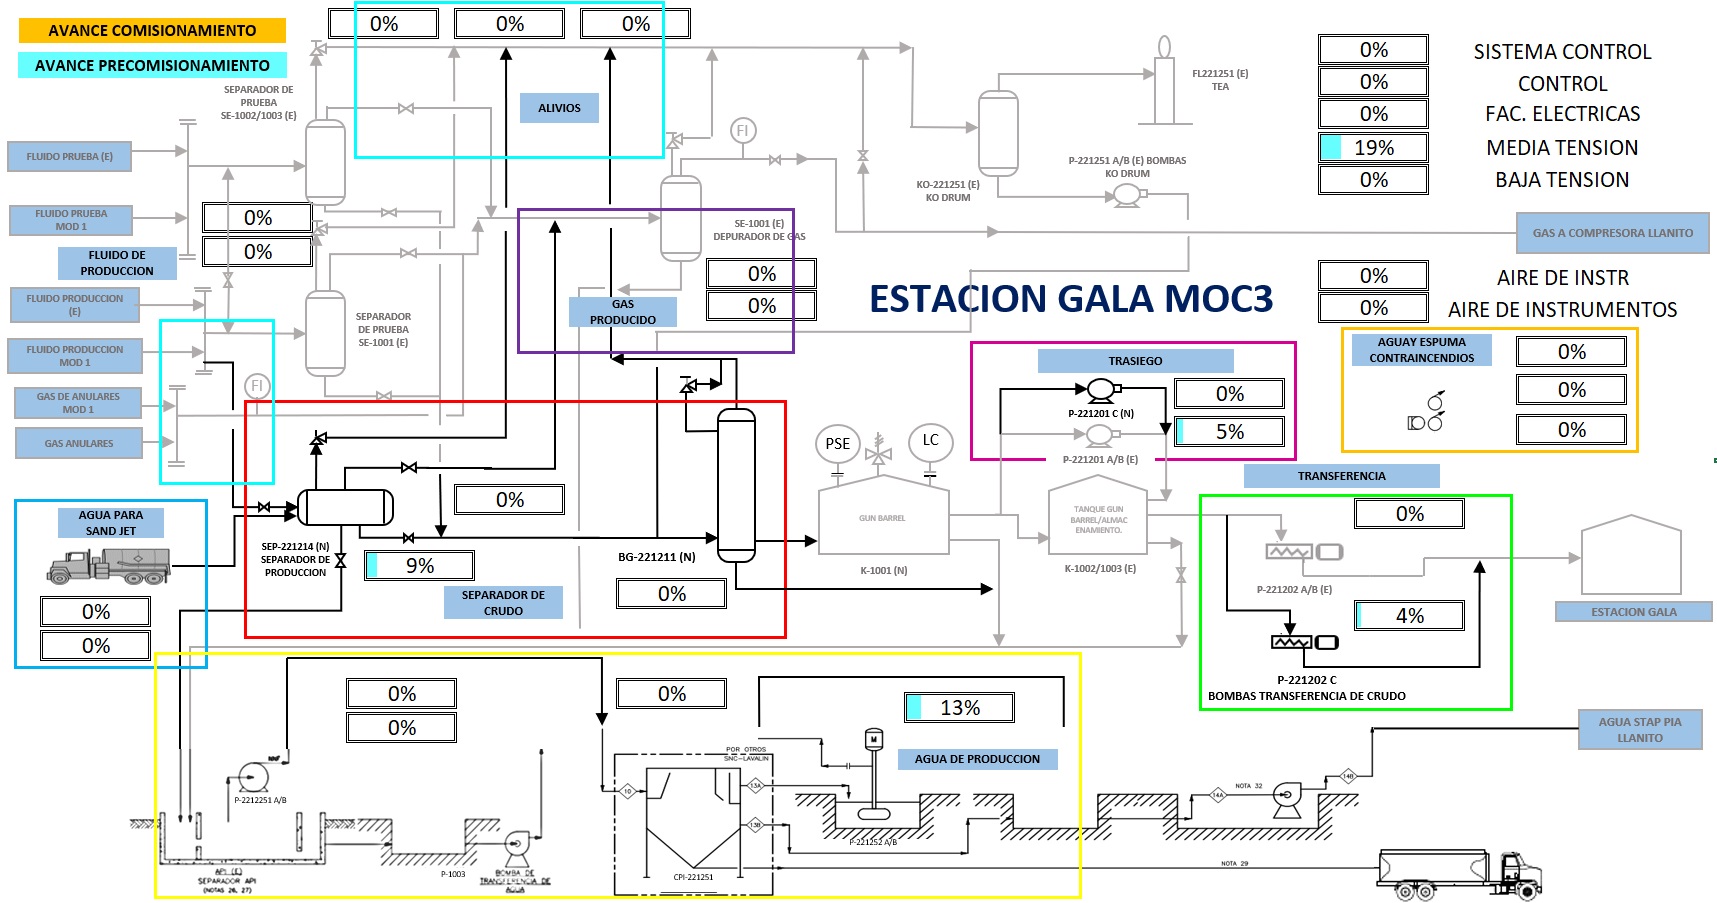 AVANCE COMISIONAMIENTO
AVANCE PRECOMISIONAMIENTO
0%
0%
0%
ALIVIOS
SEPARADOR DE
PRUEBA
SE-1002/1003 (E)
FLUIDO PRUEBA (E)
FLUIDO PRUEBA
MOD 1
0%
0%
FLUIDO DE
PRODUCCION
FLUIDO PRODUCCION
(E)
FLUIDO PRODUCCION
MOD 1
GAS DE ANULARES
MOD 1
GAS ANULARES
FI
SEPARADOR
DE PRUEBA
SE-1001 (E)
FI
SE-1001 (E)
DEPURADOR DE GAS
0%
0%
GAS
PRODUCIDO
KO-221251 (E)
KO DRUM
P-221251 A/B (E) BOMBAS
KO DRUM
FL221251 (E)
TEA
0%
SISTEMA CONTROL
0%
CONTROL
0%
FAC. ELECTRICAS
19%
MEDIA TENSION
0%
BAJA TENSION
GAS A COMPRESORA LLANITO
0%
AIRE DE INSTR
0%
AIRE DE INSTRUMENTOS
ESTACION GALA MOC3
AGUAY ESPUMA
CONTRAINCENDIOS
0%
0%
0%
TRASIEGO
0%
5%
P-221201 C (N)
P-221201 A/B (E)
PSE
LC
GUN BARREL
K-1001 (N)
TANQUE GUN
BARREL/ALMAC
ENAMIENTO.
K-1002/1003 (E)
TRANSFERENCIA
0%
P-221202 A/B (E)
4%
P-221202 C
BOMBAS TRANSFERENCIA DE CRUDO
ESTACION GALA
AGUA PARA
SAND JET
0%
0%
SEP-221214 (N)
SEPARADOR DE
PRODUCCION
0%
9%
SEPARADOR DE
CRUDO
BG-221211 (N)
0%
0%
0%
0%
13%
AGUA DE PRODUCCION
M
POR OTROS
SNC-LAVALIN
10
13A
13B
CPI-221251
P-221252 A/B
P-2212251 A/B
API (E)
SEPARADOR API
(NOTAS 26, 27)
P-1003
BOMBA DE
TRANSFERENCIA DE
AGUA
14A
NOTA 32
14B
NOTA 29
AGUA STAP PIA
LLANITO